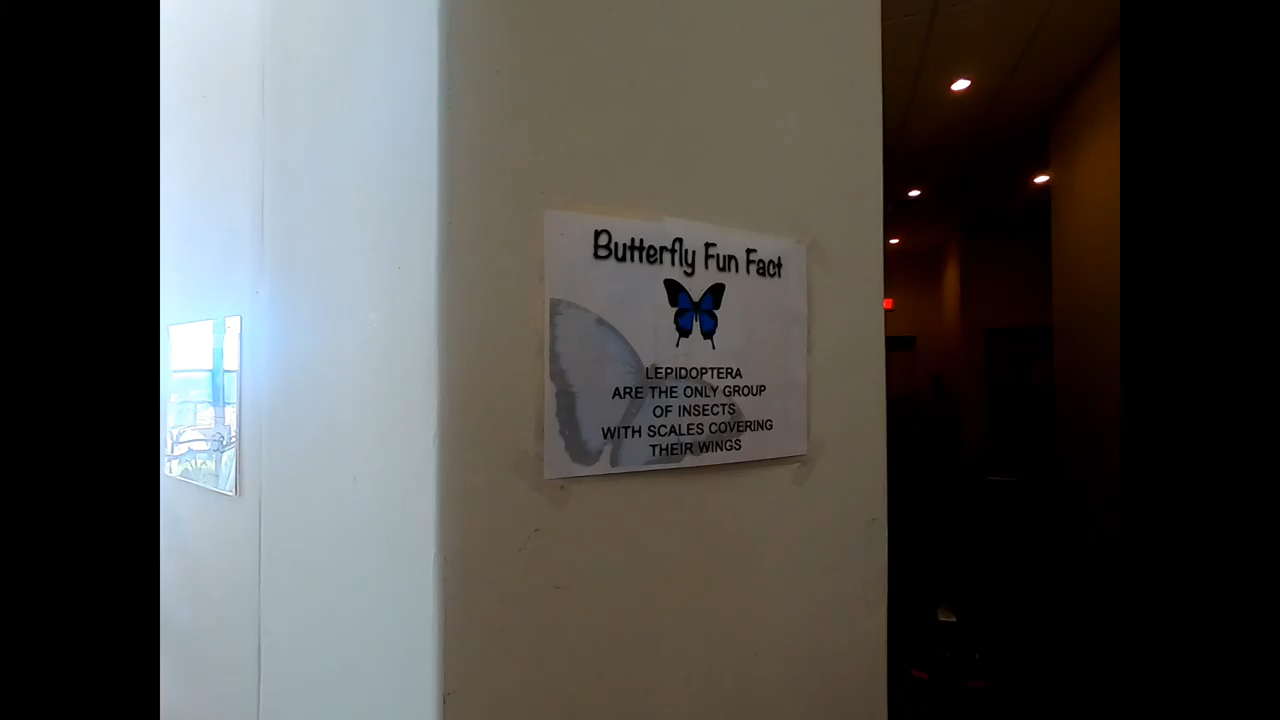 Butterfly Fun Fact
LEPIDOPTERA
ARE THE ONLY GROUP
OF INSECTS
WITH SCALES COVERING
THEIR WINGS